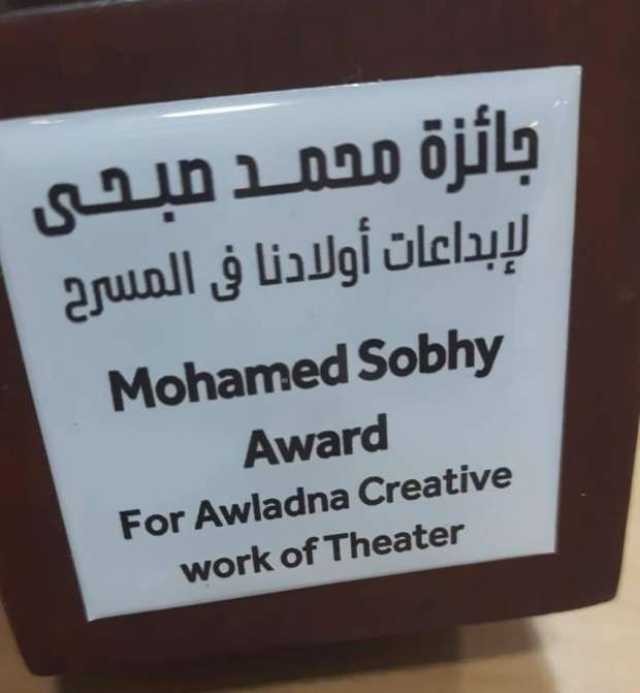 جائزة محمد صبحى
لإبداعات أولادنا فى المسرح
Mohamed Sobhy
Award
For Awladna Creative
work of Theater